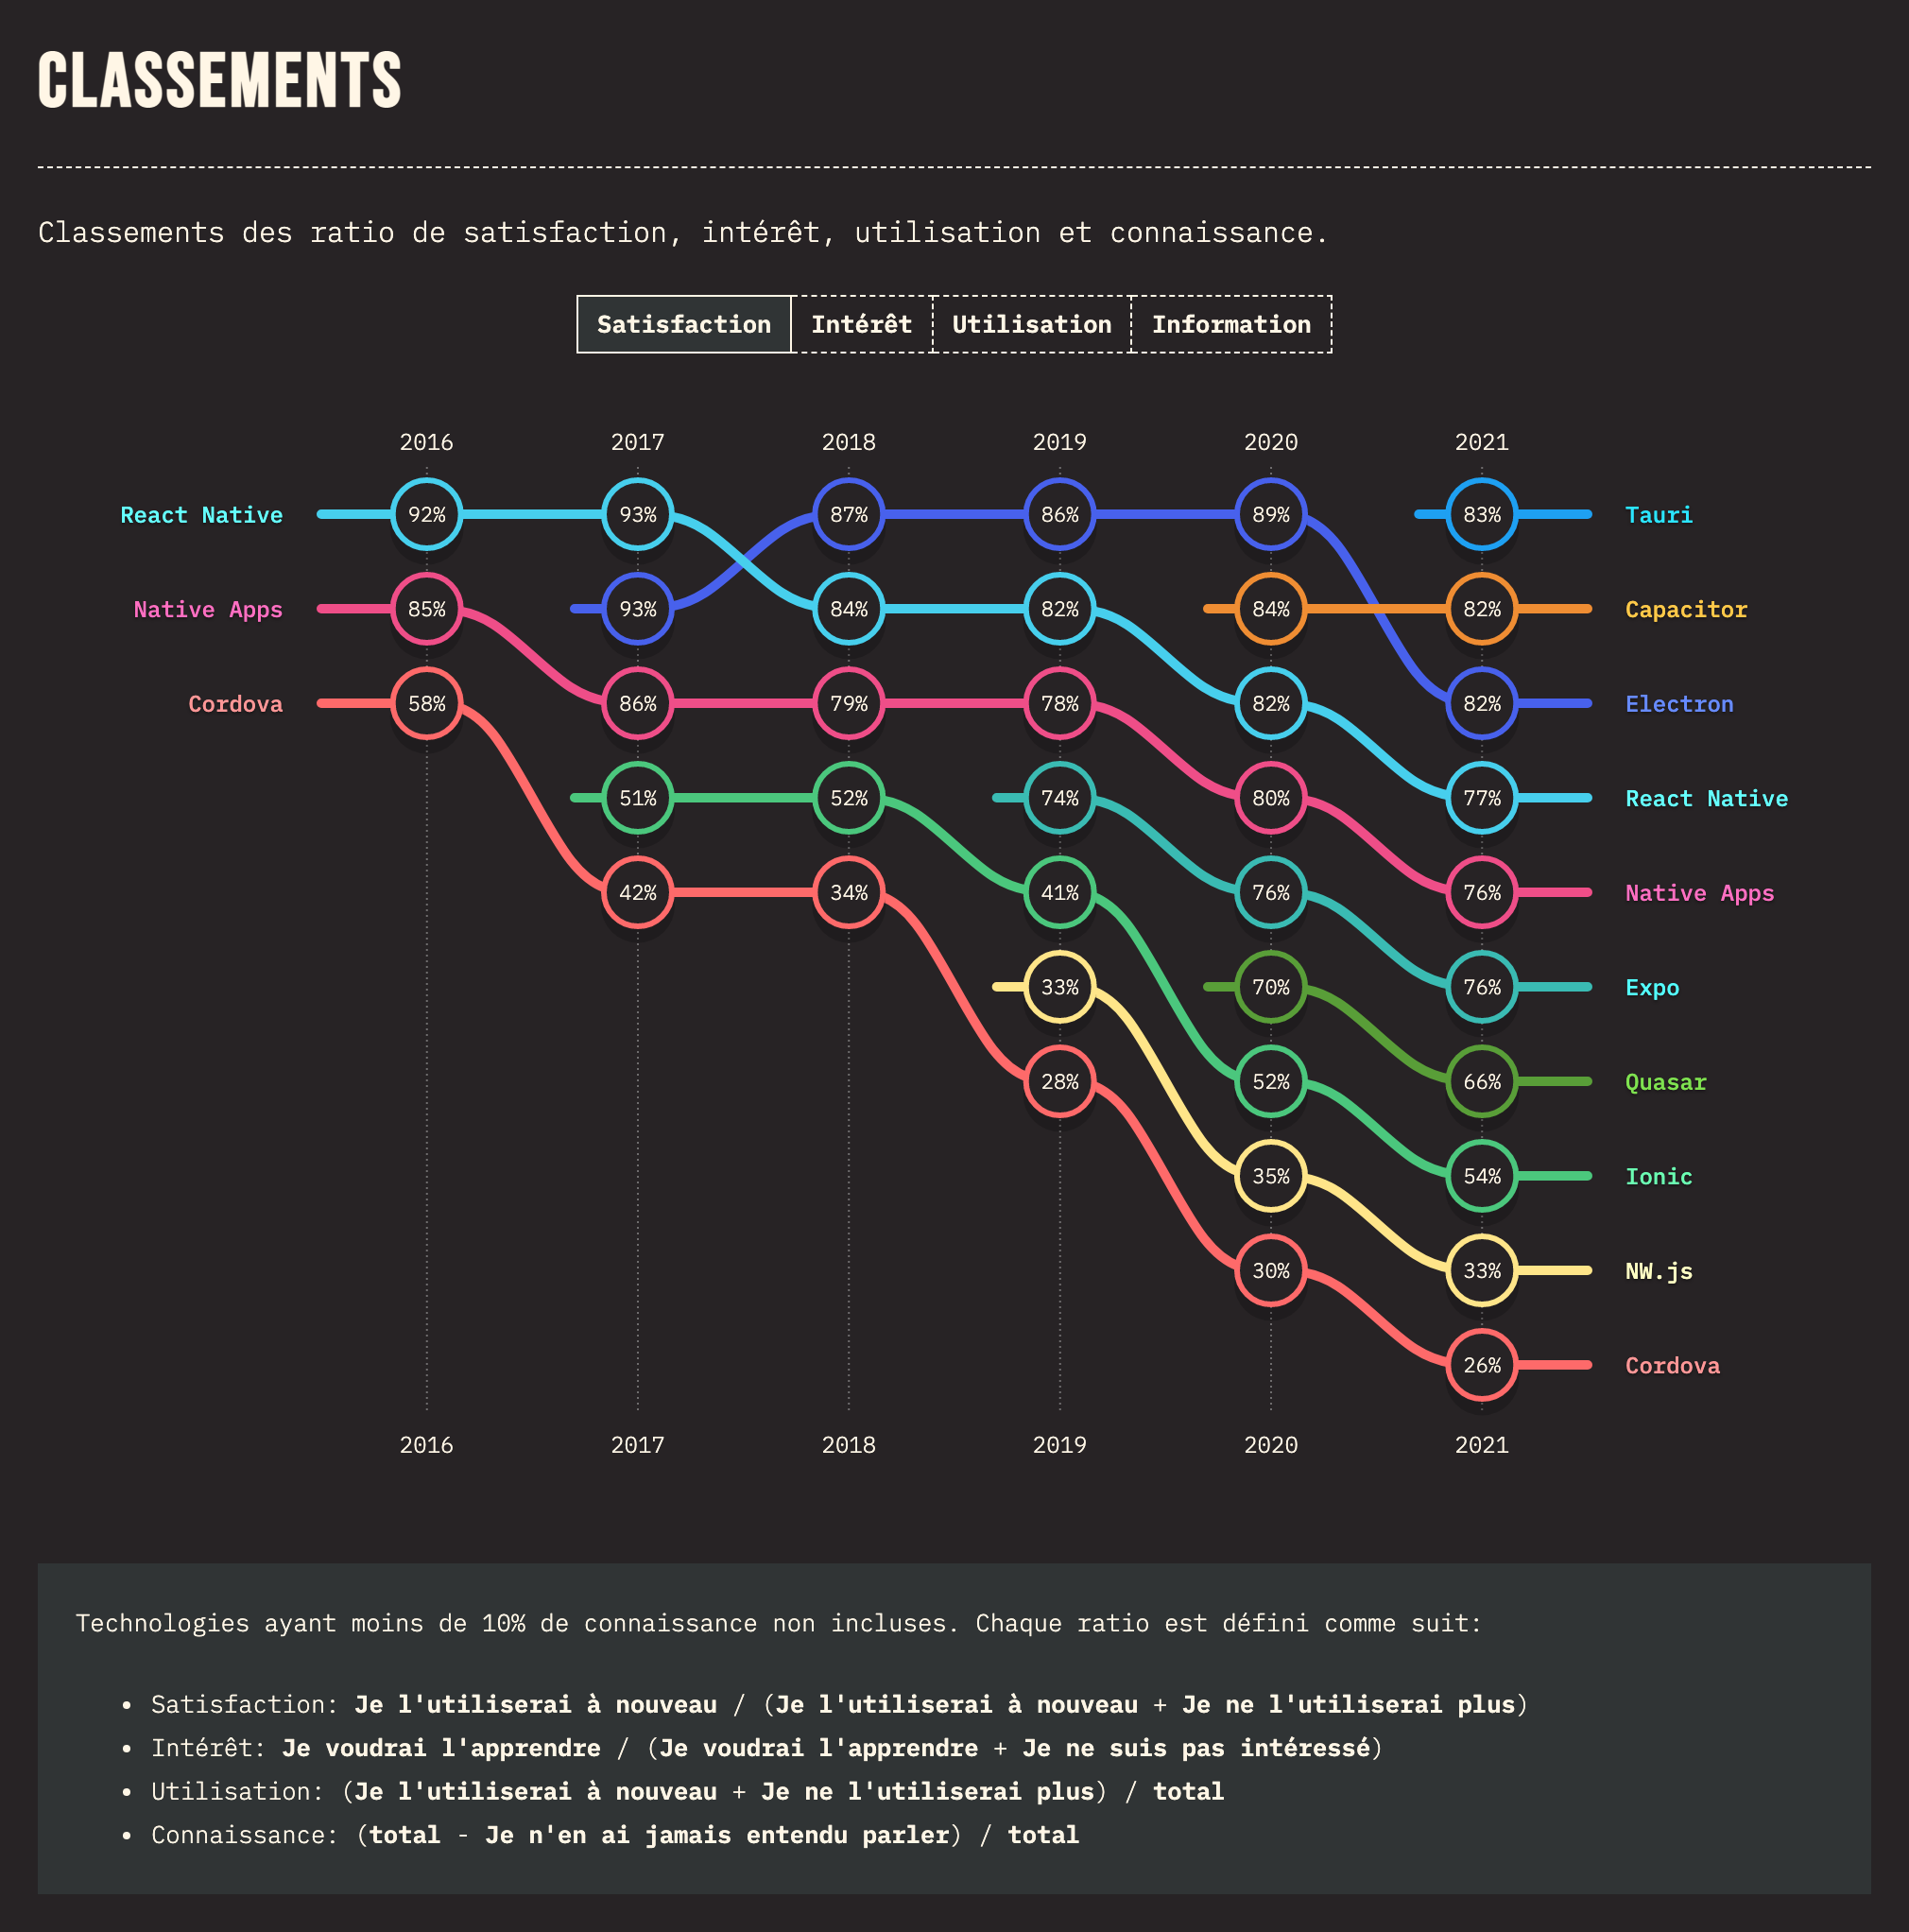 CLASSEMENTS
Classements des ratio de satisfaction, intérêt, utilisation et connaissance.
Satisfaction Intérêt Utilisation Information
2016 2017 2018 2019 2020 2021
React Native 92% 93% 87% 86% 89% 83% Tauri
Native Apps 85% 93% 84% 82% 84% 82% Capacitor
Cordova 58% 86% 79% 78% 82% 82% Electron
51% 52% 74% 80% 77% React Native
42% 34% 41% 76% 76% Native Apps
33% 70% 76% Expo
28% 52% 66% Quasar
35% 54% Ionic
30% 33% NW.js
26% Cordova
2016 2017 2018 2019 2020 2021
Technologies ayant moins de 10% de connaissance non incluses. Chaque ratio est défini comme suit:
• Satisfaction: Je l'utiliserai à nouveau / (Je l'utiliserai à nouveau + Je ne l'utiliserai plus)
• Intérêt: Je voudrai l'apprendre / (Je voudrai l'apprendre + Je ne suis pas intéressé)
• Utilisation: (Je l'utiliserai à nouveau + Je ne l'utiliserai plus) / total
• Connaissance: (total - Je n'en ai jamais entendu parler) / total